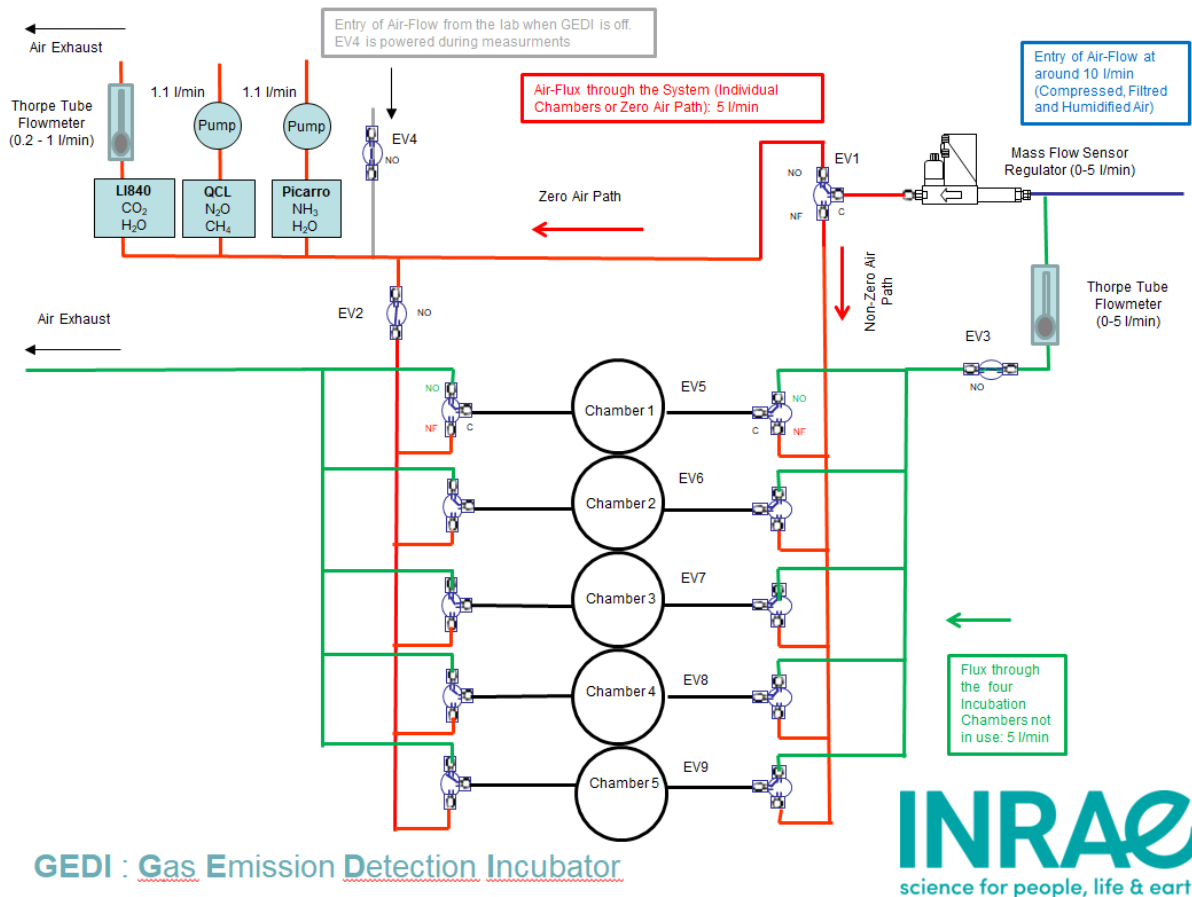 Entry of Air-Flow from the lab when GEDI is off.
EV4 is powered during measurments
Air Exhaust
Thorpe Tube
Flowmeter
(0.2 - 1 l/min)
1.1 l/min
1.1 l/min
Pump
Pump
EV4
NO
LI840
CO₂
H₂O
QCL
N₂O
CH₄
Picarro
NH₃
H₂O
Air-Flux through the System (Individual
Chambers or Zero Air Path): 5 l/min
Entry of Air-Flow at
around 10 l/min
(Compressed, Filtred
and Humidified Air)
Zero Air Path
EV1
NO
NF
C
Mass Flow Sensor
Regulator (0-5 l/min)
Non-Zero Air
Path
Thorpe Tube
Flowmeter
(0-5 l/min)
EV2
NO
EV3
NO
Air Exhaust
NO
NF
C
Chamber 1
EV5
NO
C
NF
Chamber 2
EV6
Chamber 3
EV7
Chamber 4
EV8
Chamber 5
EV9
Flux through
the four
Incubation
Chambers not
in use: 5 l/min
GEDI : Gas Emission Detection Incubator
INRAE
science for people, life & eart